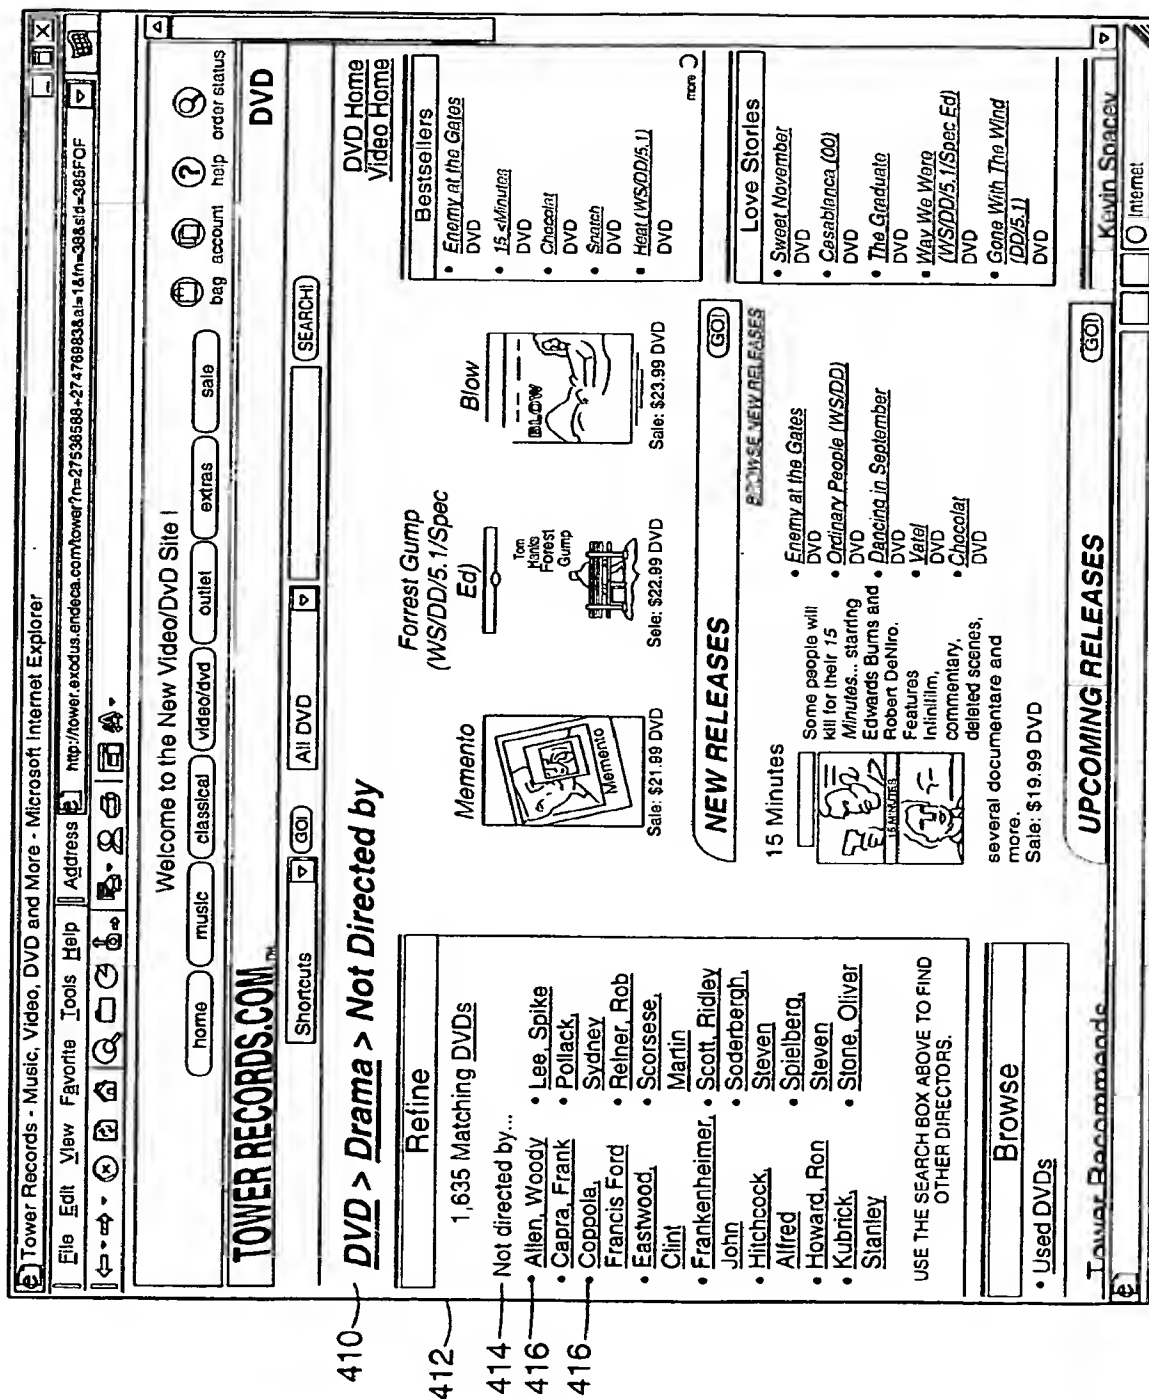 Tower Records - Music, Video, DVD and More - Microsoft Internet Explorer
File Edit View Favorite Tools Help
Address http://tower.exodus.endeca.com/tower?n=27536588+27476983&al=1&fn=38&sid=385FOF
Welcome to the New Video/DvD Site !
home music classical video/dvd outlet extras sale
bag account help order status
TOWER RECORDS.COM TM
DVD
Shortcuts GO! All DVD SEARCH!
410
DVD > Drama > Not Directed by
DVD Home
Video Home
412
Refine
1,635 Matching DVDs
414
Not directed by...
416
• Allen, Woody
• Capra, Frank
416
• Coppola,
Francis Ford
• Eastwood,
Clint
• Frankenheimer,
John
• Hitchcock,
Alfred
• Howard, Ron
• Kubrick,
Stanley
• Lee, Spike
• Pollack,
Sydney
• Reiner, Rob
• Scorsese,
Martin
• Scott, Ridley
• Soderbergh,
Steven
• Spielberg,
Steven
• Stone, Oliver
USE THE SEARCH BOX ABOVE TO FIND
OTHER DIRECTORS.
Browse
• Used DVDs
Tower Recommends
Memento
Memento
Sale: $21.99 DVD
Forrest Gump
(WS/DD/5.1/Spec
Ed)
Tom
Hanks
Forest
Gump
Sele: $22.99 DVD
Blow
BLOW
Sale: $23.99 DVD
NEW RELEASES GO!
BROWSE NEW RELEASES
15 Minutes
15 MINUTES
Some people will
kill for their 15
Minutes... starring
Edwards Burns and
Robert DeNiro.
Features
Infinifilm,
commentary,
deleted scenes,
several documentare and
more.
Sale: $19.99 DVD
• Enemy at the Gates
DVD
• Ordinary People (WS/DD)
DVD
• Dancing in September
DVD
• Vatel
DVD
• Chocolat
DVD
UPCOMING RELEASES GO!
Bestsellers
• Enemy at the Gates
DVD
• 15 <Minutes
DVD
• Chocolat
DVD
• Snatch
DVD
• Heat (WS/DD/5.1)
DVD
more
Love Stories
• Sweet November
DVD
• Casablanca (00)
DVD
• The Graduate
DVD
• Way We Were
(WS/DD/5.1/Spec Ed)
DVD
• Gone With The Wind
(DD/5.1)
DVD
Kevin Spacey
Internet